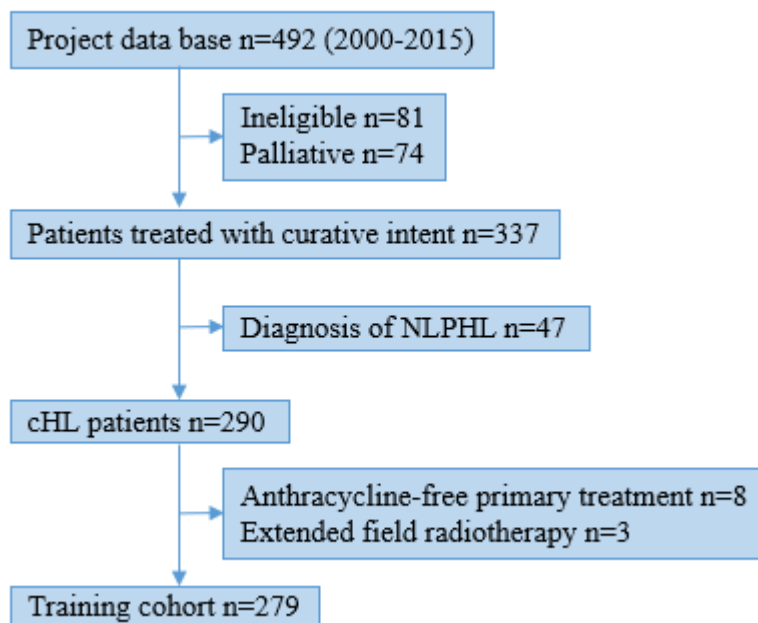 Project data base n=492 (2000-2015)
Ineligible n=81
Palliative n=74
Patients treated with curative intent n=337
Diagnosis of NLPHL n=47
cHL patients n=290
Anthracycline-free primary treatment n=8
Extended field radiotherapy n=3
Training cohort n=279